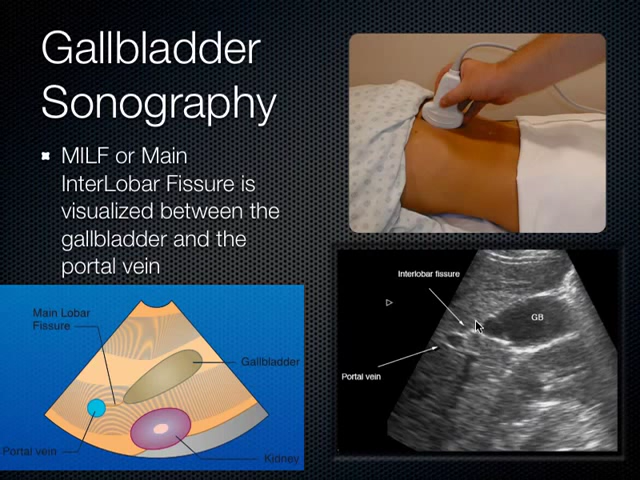 Gallbladder
Sonography
MILF or Main
InterLobar Fissure is
visualized between the
gallbladder and the
portal vein
Main Lobar
Fissure
Gallbladder
Portal vein
Kidney
Interlobar fissure
GB
Portal vein